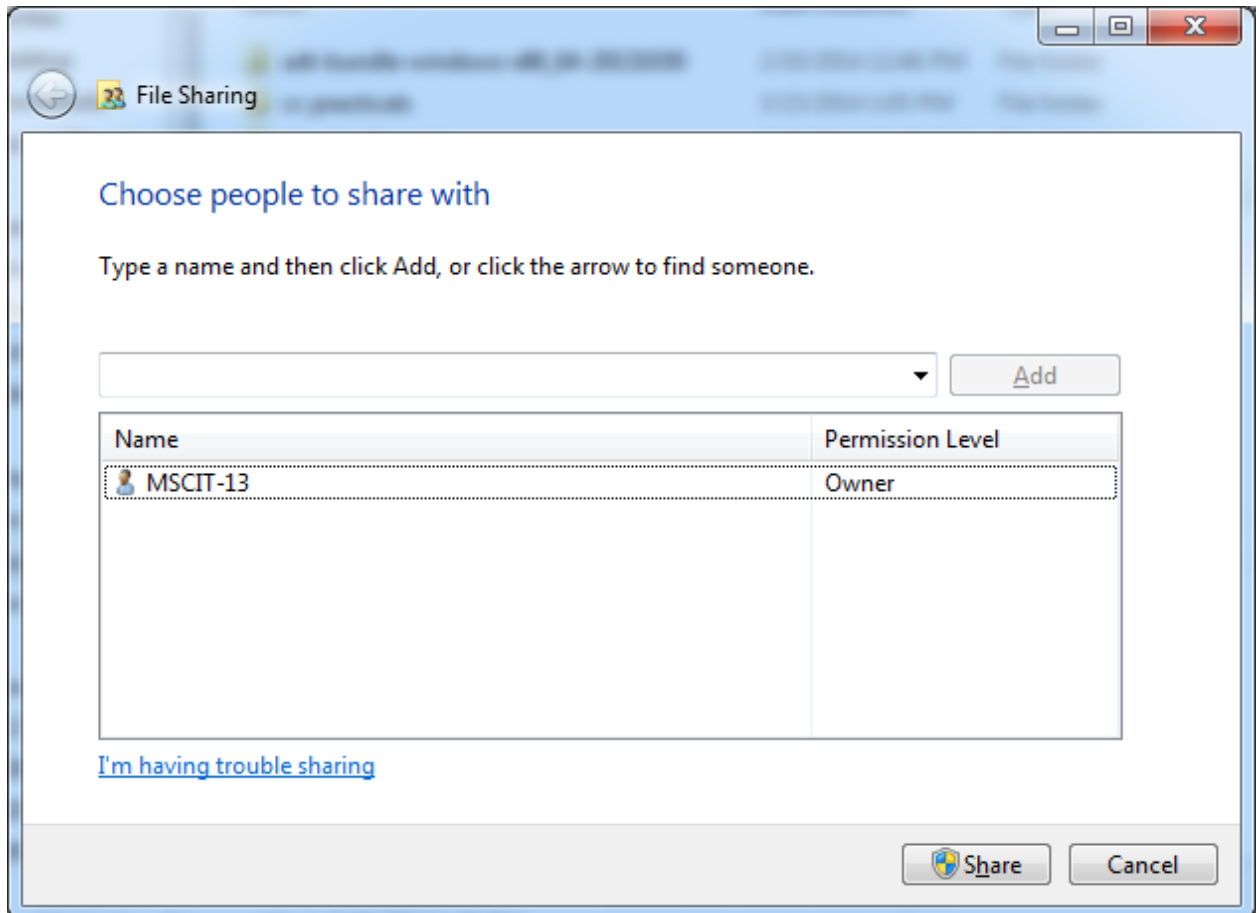 File Sharing
Choose people to share with
Type a name and then click Add, or click the arrow to find someone.
Add
Name Permission Level
MSCIT-13 Owner
I'm having trouble sharing
Share Cancel